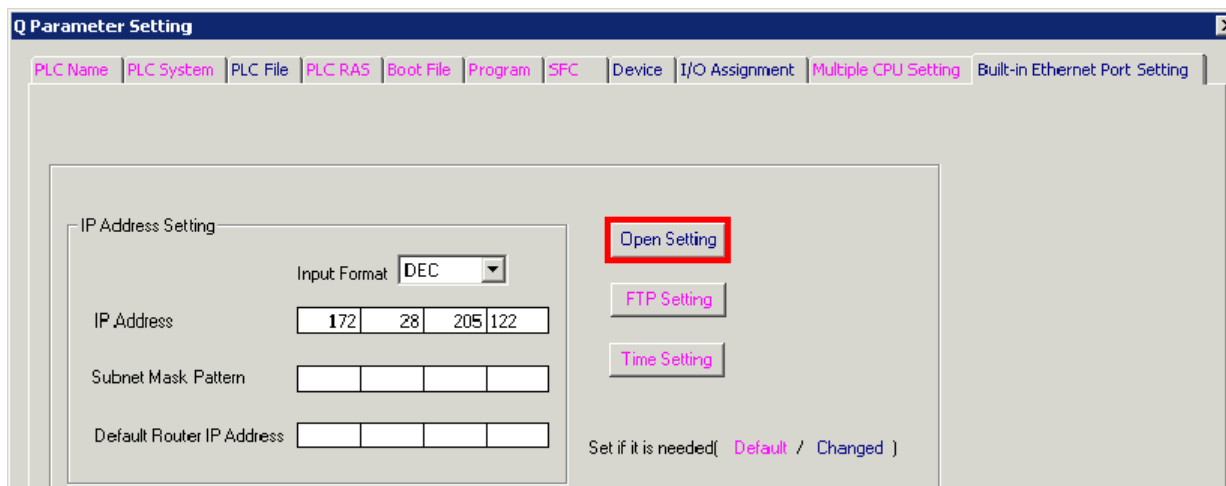 Q Parameter Setting
PLC Name PLC System PLC File PLC RAS Boot File Program SFC Device I/O Assignment Multiple CPU Setting Built-in Ethernet Port Setting
IP Address Setting
Input Format DEC
IP Address 172 28 205 122
Subnet Mask Pattern
Default Router IP Address
Open Setting
FTP Setting
Time Setting
Set if it is needed( Default / Changed )